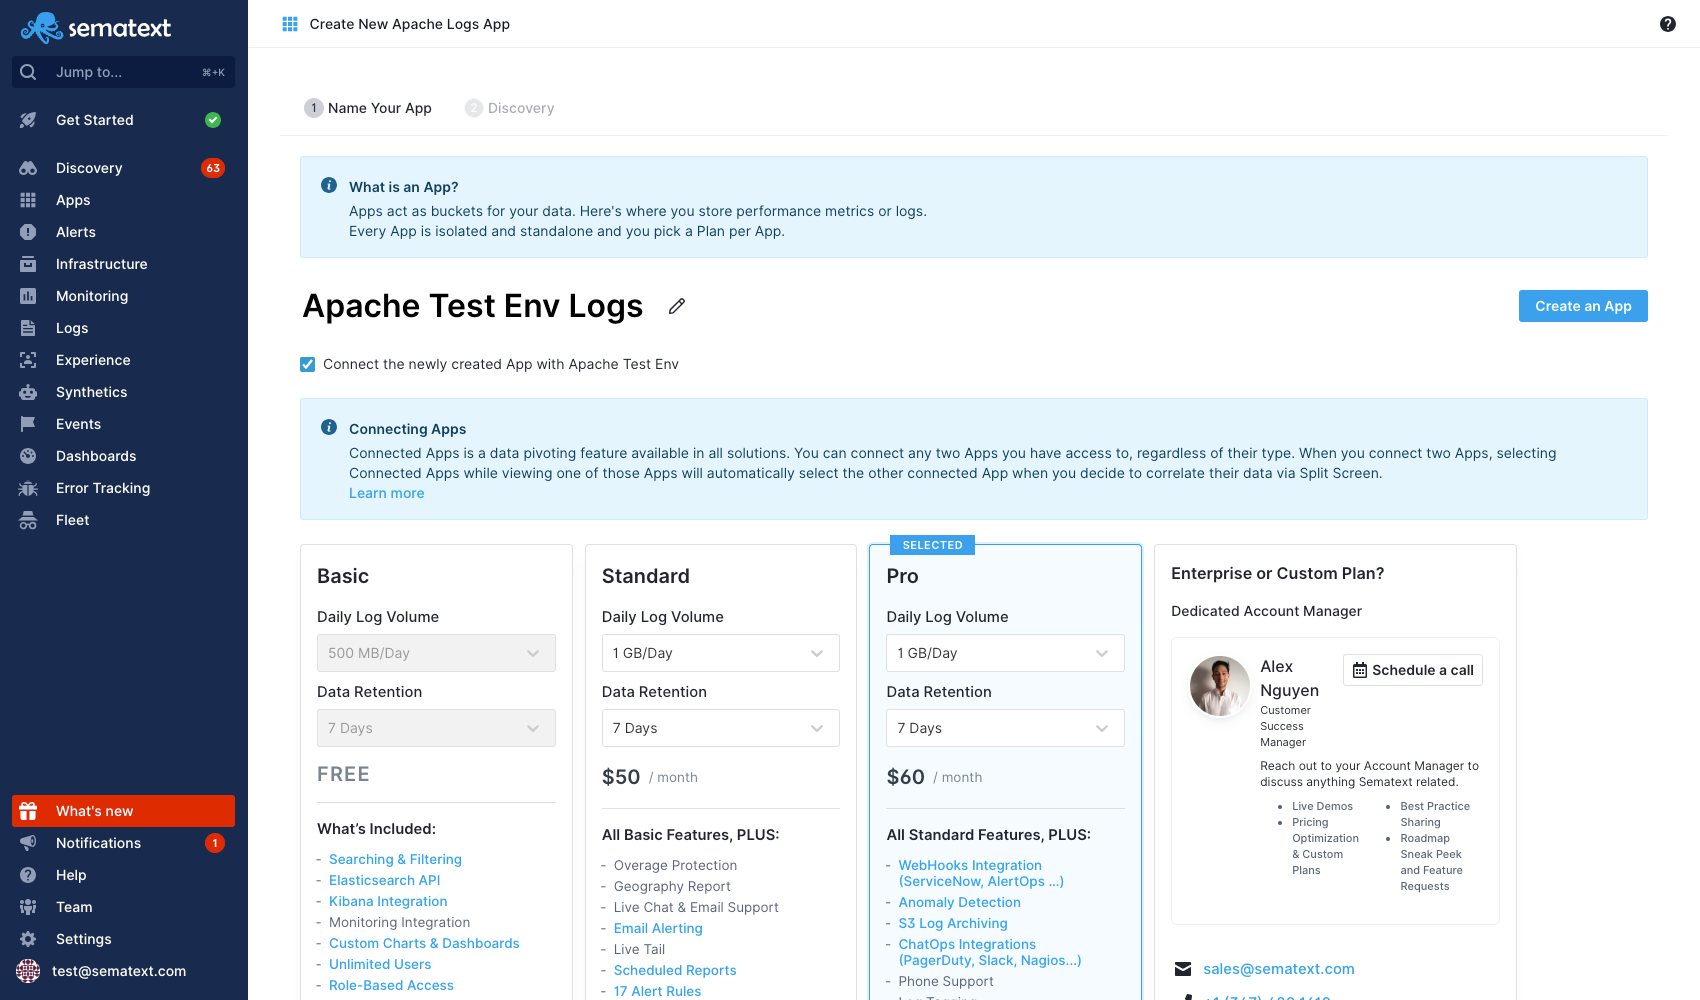 sematext
Jump to...
⌘+K
Get Started
Discovery
63
Apps
Alerts
Infrastructure
Monitoring
Logs
Experience
Synthetics
Events
Dashboards
Error Tracking
Fleet
What's new
Notifications
1
Help
Team
Settings
test@sematext.com
Create New Apache Logs App
1 Name Your App
2 Discovery
What is an App?
Apps act as buckets for your data. Here's where you store performance metrics or logs.
Every App is isolated and standalone and you pick a Plan per App.
Apache Test Env Logs
Create an App
Connect the newly created App with Apache Test Env
Connecting Apps
Connected Apps is a data pivoting feature available in all solutions. You can connect any two Apps you have access to, regardless of their type. When you connect two Apps, selecting
Connected Apps while viewing one of those Apps will automatically select the other connected App when you decide to correlate their data via Split Screen.
Learn more
Basic
Daily Log Volume
500 MB/Day
Data Retention
7 Days
FREE
What’s Included:
- Searching & Filtering
- Elasticsearch API
- Kibana Integration
- Monitoring Integration
- Custom Charts & Dashboards
- Unlimited Users
- Role-Based Access
Standard
Daily Log Volume
1 GB/Day
Data Retention
7 Days
$50 / month
All Basic Features, PLUS:
- Overage Protection
- Geography Report
- Live Chat & Email Support
- Email Alerting
- Live Tail
- Scheduled Reports
- 17 Alert Rules
SELECTED
Pro
Daily Log Volume
1 GB/Day
Data Retention
7 Days
$60 / month
All Standard Features, PLUS:
- WebHooks Integration
(ServiceNow, AlertOps ...)
- Anomaly Detection
- S3 Log Archiving
- ChatOps Integrations
(PagerDuty, Slack, Nagios...)
- Phone Support
Enterprise or Custom Plan?
Dedicated Account Manager
Alex
Nguyen
Customer
Success
Manager
Schedule a call
Reach out to your Account Manager to
discuss anything Sematext related.
• Live Demos
• Pricing
Optimization
& Custom
Plans
• Best Practice
Sharing
• Roadmap
Sneak Peek
and Feature
Requests
sales@sematext.com